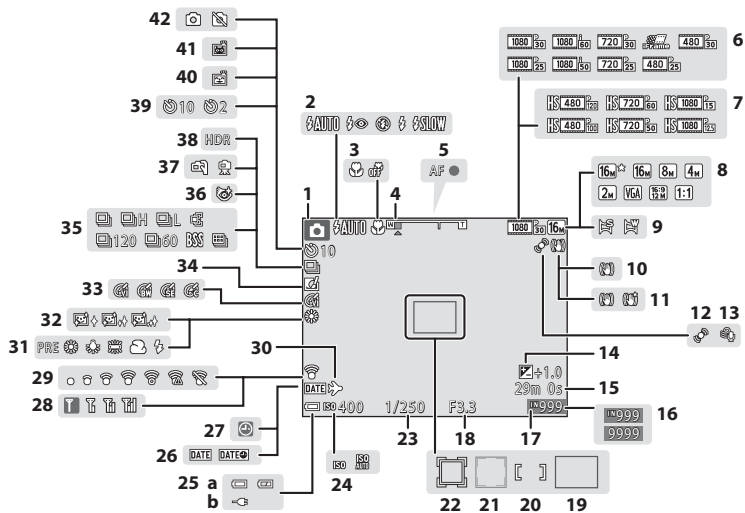 42
41
40
39 10 2
38 HDR
37
36
35 H L
120 60 BSS
34
33
32
31 PRE
29
28
27
26 DATE DATE
25 a
b
2
AUTO SLOW
3 off
4
5
AF
6
1080 30 1080 60 720 30 480 30
1080 25 1080 50 720 25 480 25
7
HS 480 120 HS 720 60 HS 1080 15
HS 480 100 HS 720 50 HS 1080
8
16M 16M 8M 4M
2M VGA 16:9 12M 1:1
9
10
11
12 13
1
AUTO W T 1080 30 16M
10
30
DATE
ISO 400 1/250 F3.3
+1.0
29m 0s
IN 999
14
15
16
IN 999
9999
17
18
23
24
ISO ISO AUTO
22 21 20 19